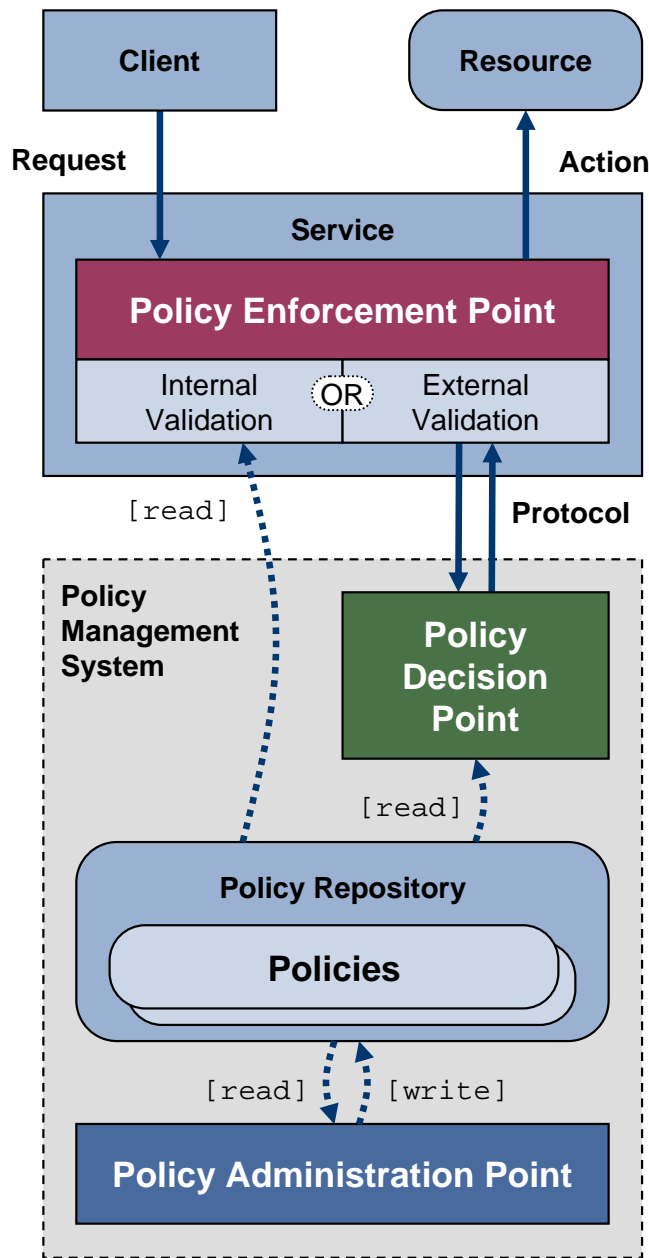 Client
Resource
Request
Action
Service
Policy Enforcement Point
Internal
Validation
OR
External
Validation
[read]
Protocol
Policy
Management
System
Policy
Decision
Point
[read]
Policy Repository
Policies
[read]
[write]
Policy Administration Point